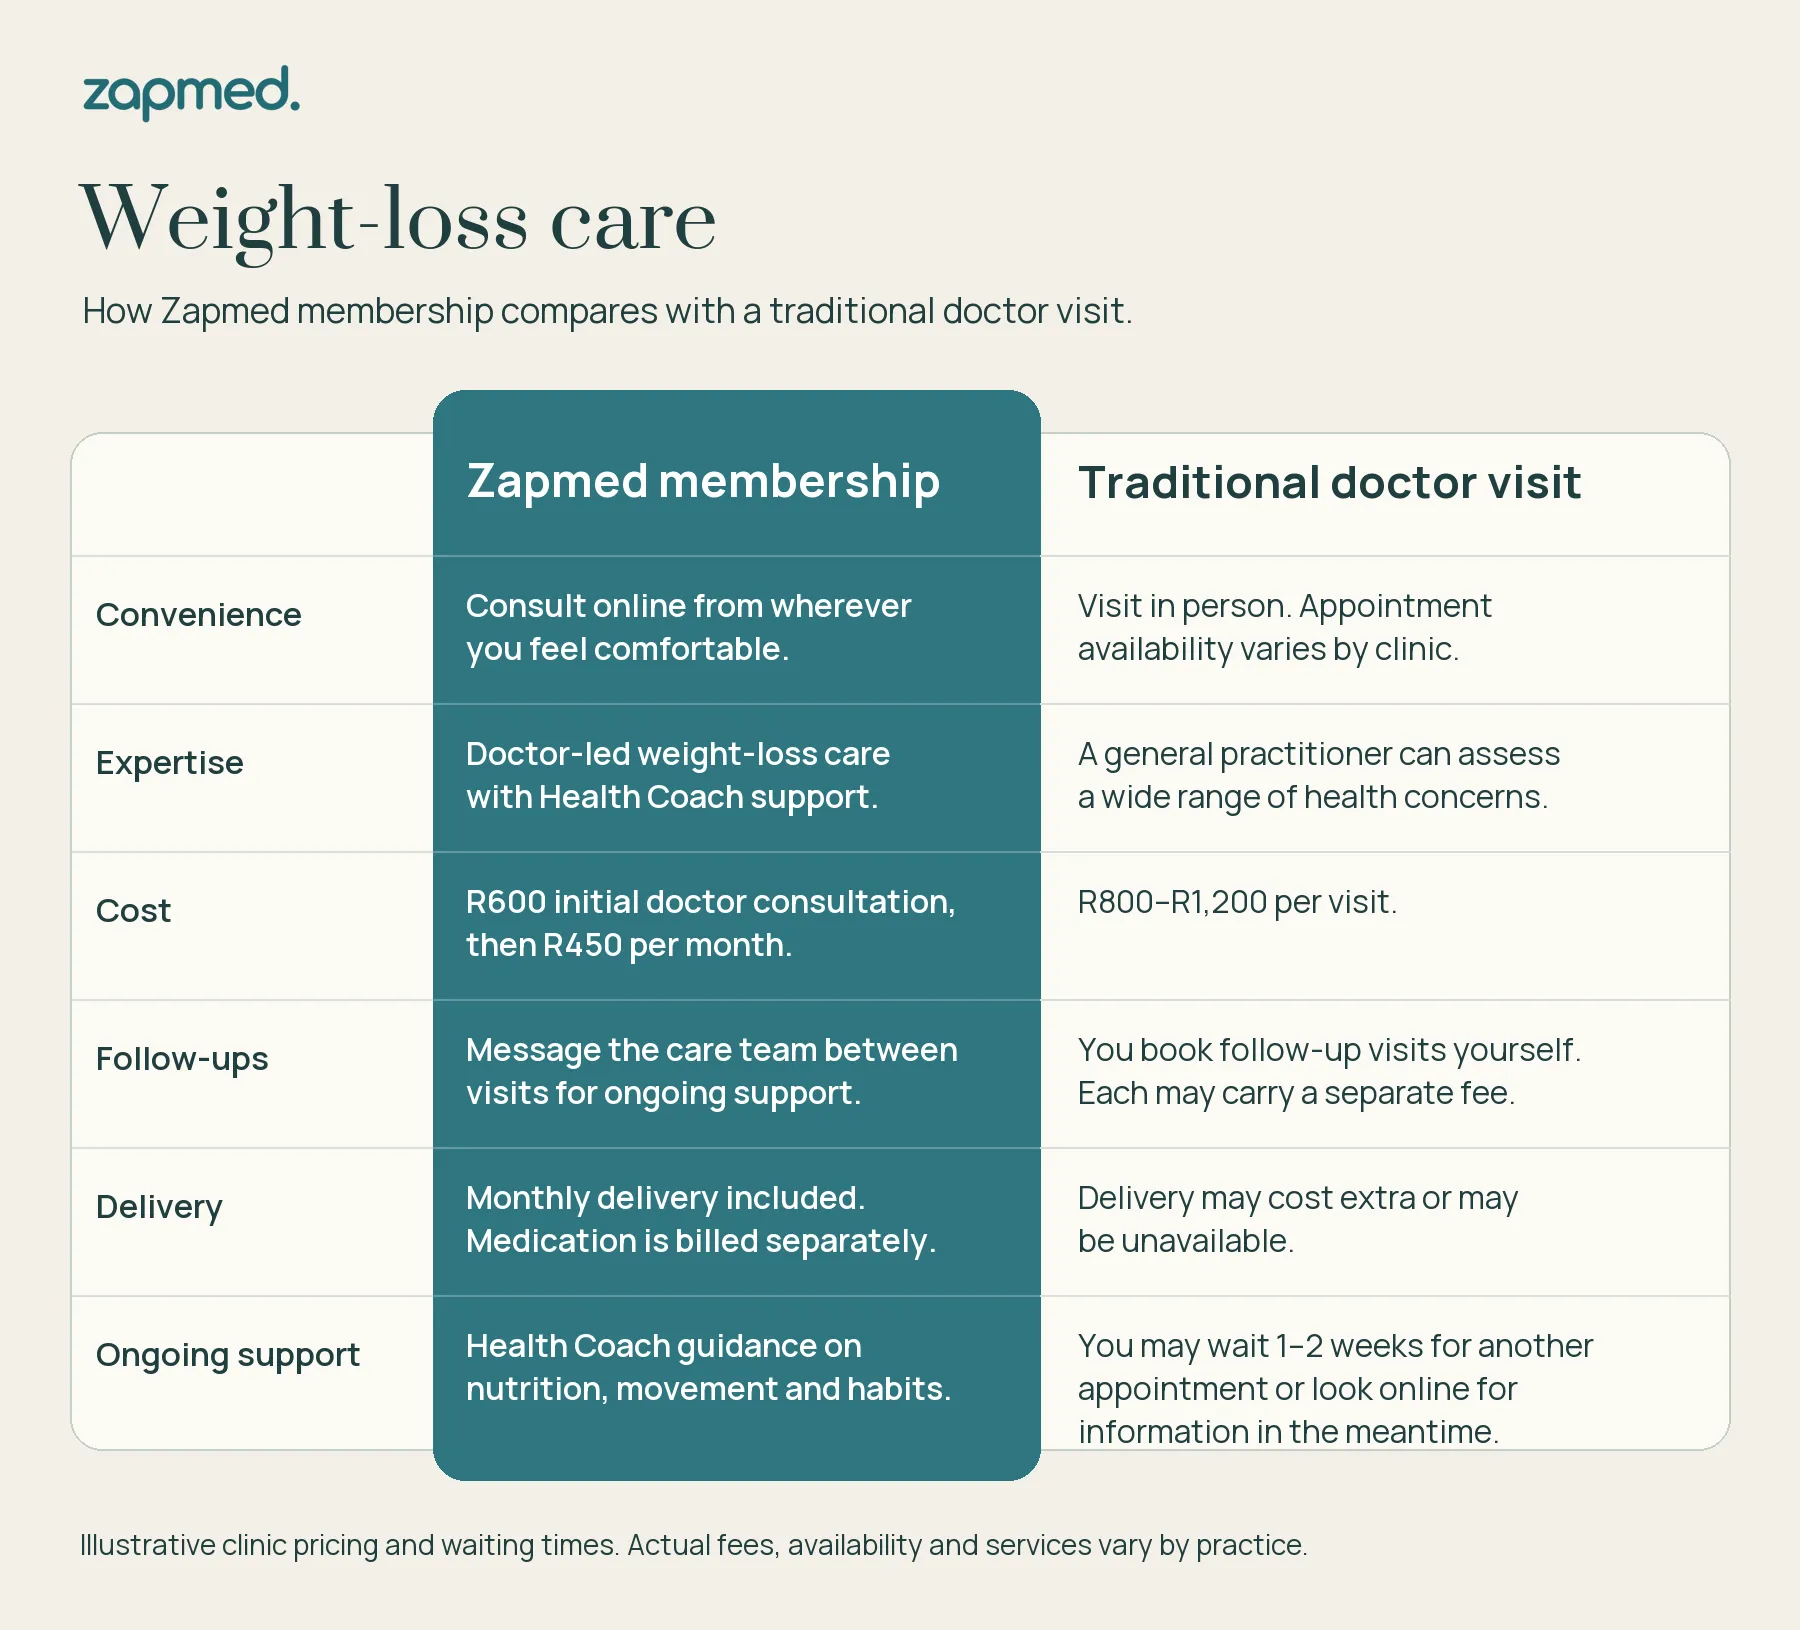 zapmed.
Weight-loss care
How Zapmed membership compares with a traditional doctor visit.
Zapmed membership
Traditional doctor visit
Convenience
Consult online from wherever
you feel comfortable.
Visit in person. Appointment
availability varies by clinic.
Expertise
Doctor-led weight-loss care
with Health Coach support.
A general practitioner can assess
a wide range of health concerns.
Cost
R600 initial doctor consultation,
then R450 per month.
R800–R1,200 per visit.
Follow-ups
Message the care team between
visits for ongoing support.
You book follow-up visits yourself.
Each may carry a separate fee.
Delivery
Monthly delivery included.
Medication is billed separately.
Delivery may cost extra or may
be unavailable.
Ongoing support
Health Coach guidance on
nutrition, movement and habits.
You may wait 1–2 weeks for another
appointment or look online for
information in the meantime.
Illustrative clinic pricing and waiting times. Actual fees, availability and services vary by practice.